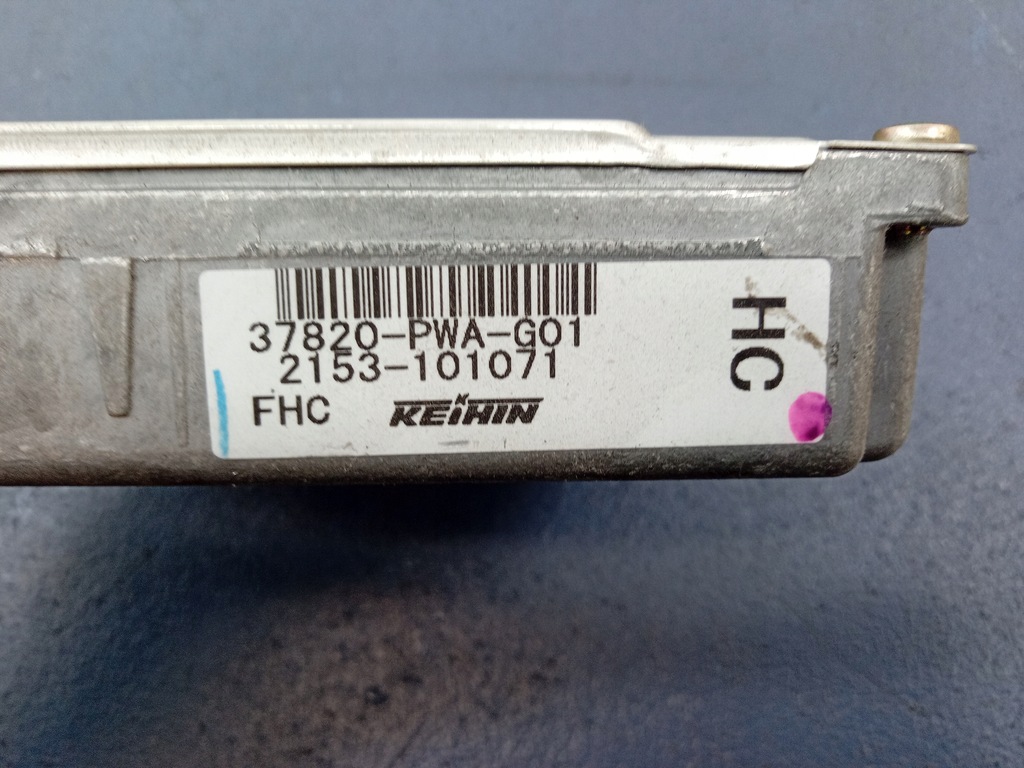 37820-PWA-G01
2153-101071
FHC KEIHIN
HC